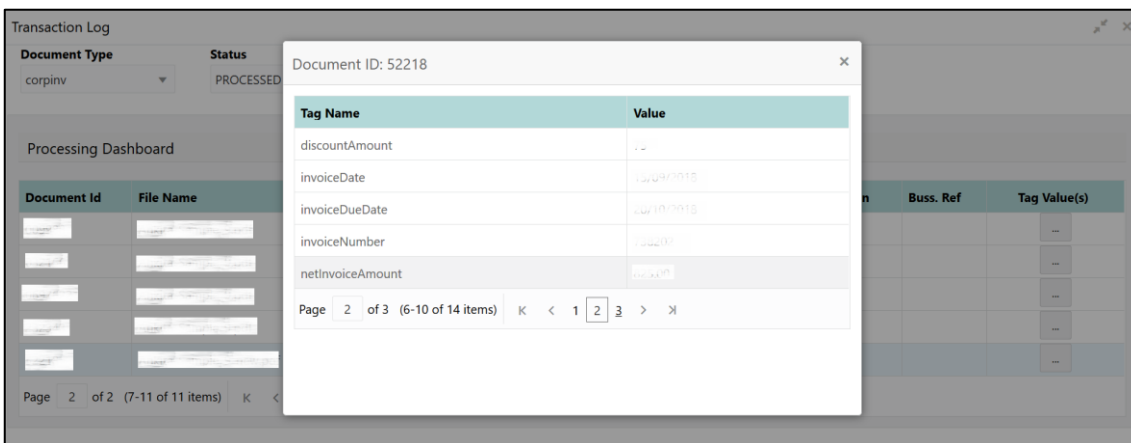 Transaction Log
Document Type
Status
corpinv
PROCESSED
Processing Dashboard
Document Id File Name n Buss. Ref Tag Value(s)
...
...
...
...
...
Page 2 of 2 (7-11 of 11 items) K <
Document ID: 52218 ×
Tag Name Value
discountAmount
invoiceDate
invoiceDueDate
invoiceNumber
netInvoiceAmount
Page 2 of 3 (6-10 of 14 items) K < 1 2 3 > >|